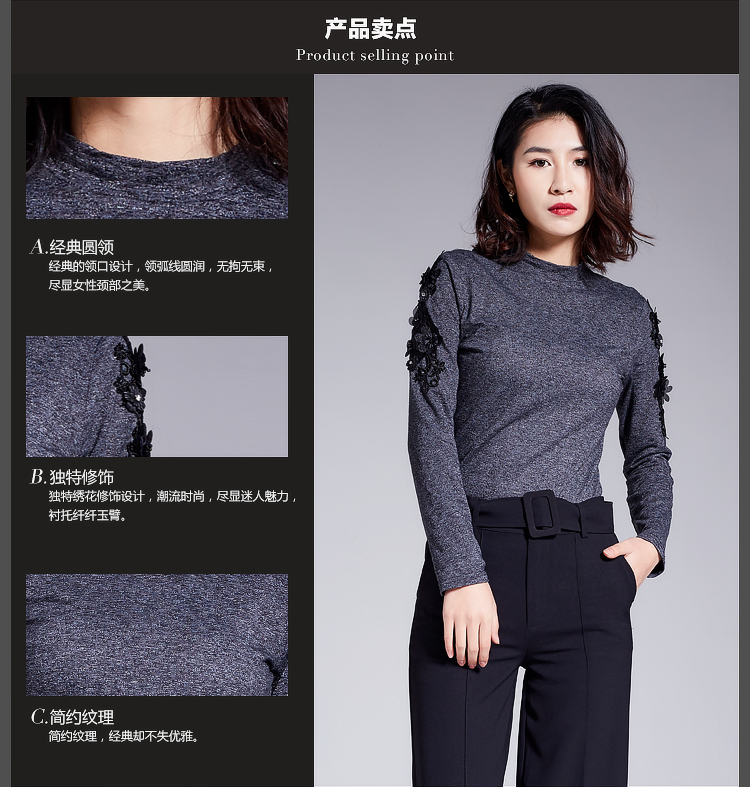 产品卖点
Product selling point
A.经典圆领
经典的领口设计，领弧线圆润，无拘无束，
尽显女性颈部之美。
B.独特修饰
独特绣花修饰设计，潮流时尚，尽显迷人魅力，
衬托纤纤玉臂。
C.简约纹理
简约纹理，经典却不失优雅。